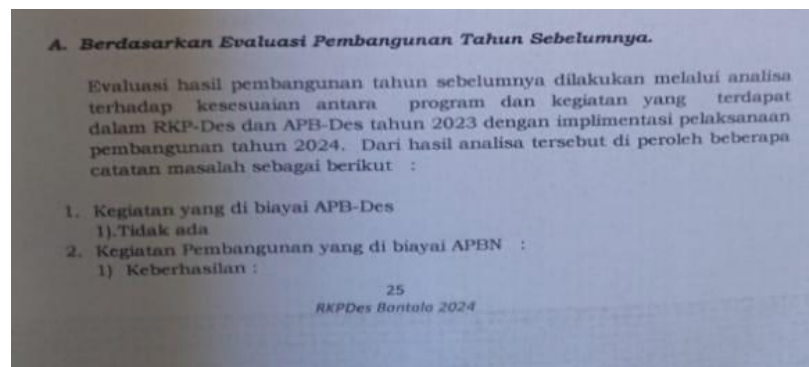 A. Berdasarkan Evaluasi Pembangunan Tahun Sebelumnya.
Evaluasi hasil pembangunan tahun sebelumnya dilakukan melalui analisa
terhadap kesesuaian antara program dan kegiatan yang terdapat
dalam RKP-Des dan APB-Des tahun 2023 dengan implimentasi pelaksanaan
pembangunan tahun 2024. Dari hasil analisa tersebut di peroleh beberapa
catatan masalah sebagai berikut :
1. Kegiatan yang di biayai APB-Des
1).Tidak ada
2. Kegiatan Pembangunan yang di biayai APBN :
1) Keberhasilan :
25
RKPDes Bantala 2024